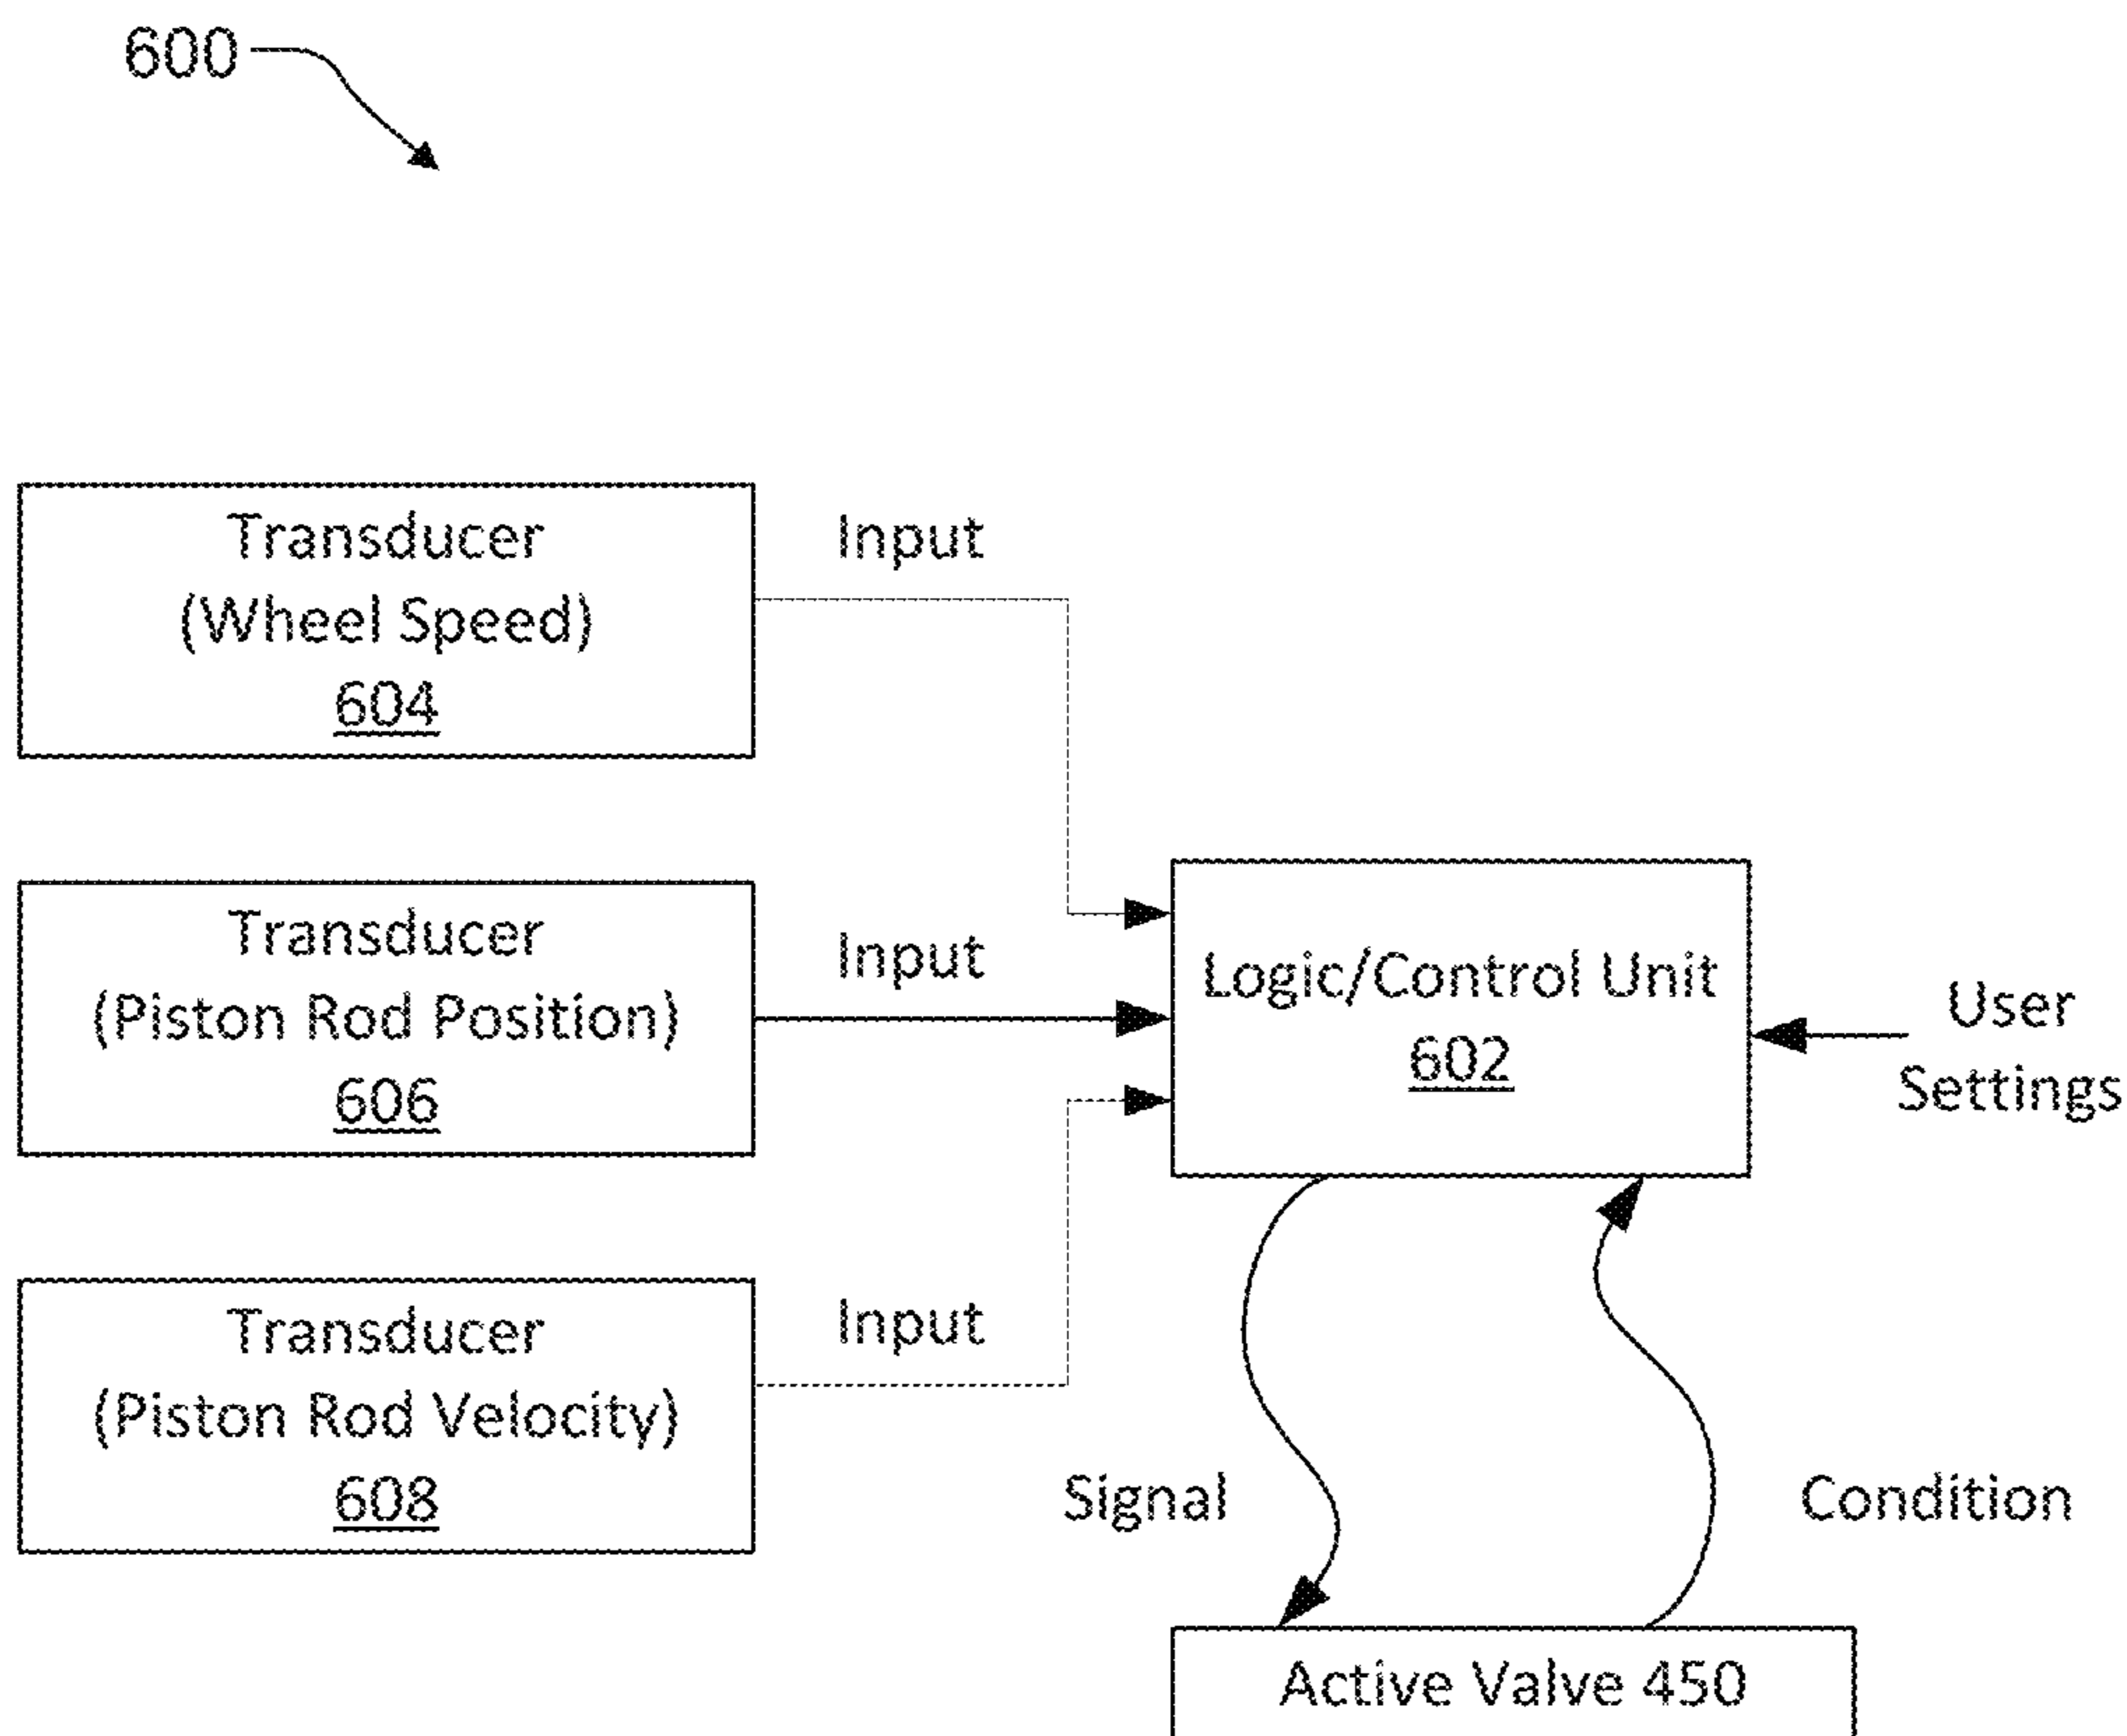 600
Transducer
(Wheel Speed)
604
Input
Transducer
(Piston Rod Position)
606
Input
Logic/Control Unit
602
User
Settings
Transducer
(Piston Rod Velocity)
608
Input
Signal
Condition
Active Valve 450